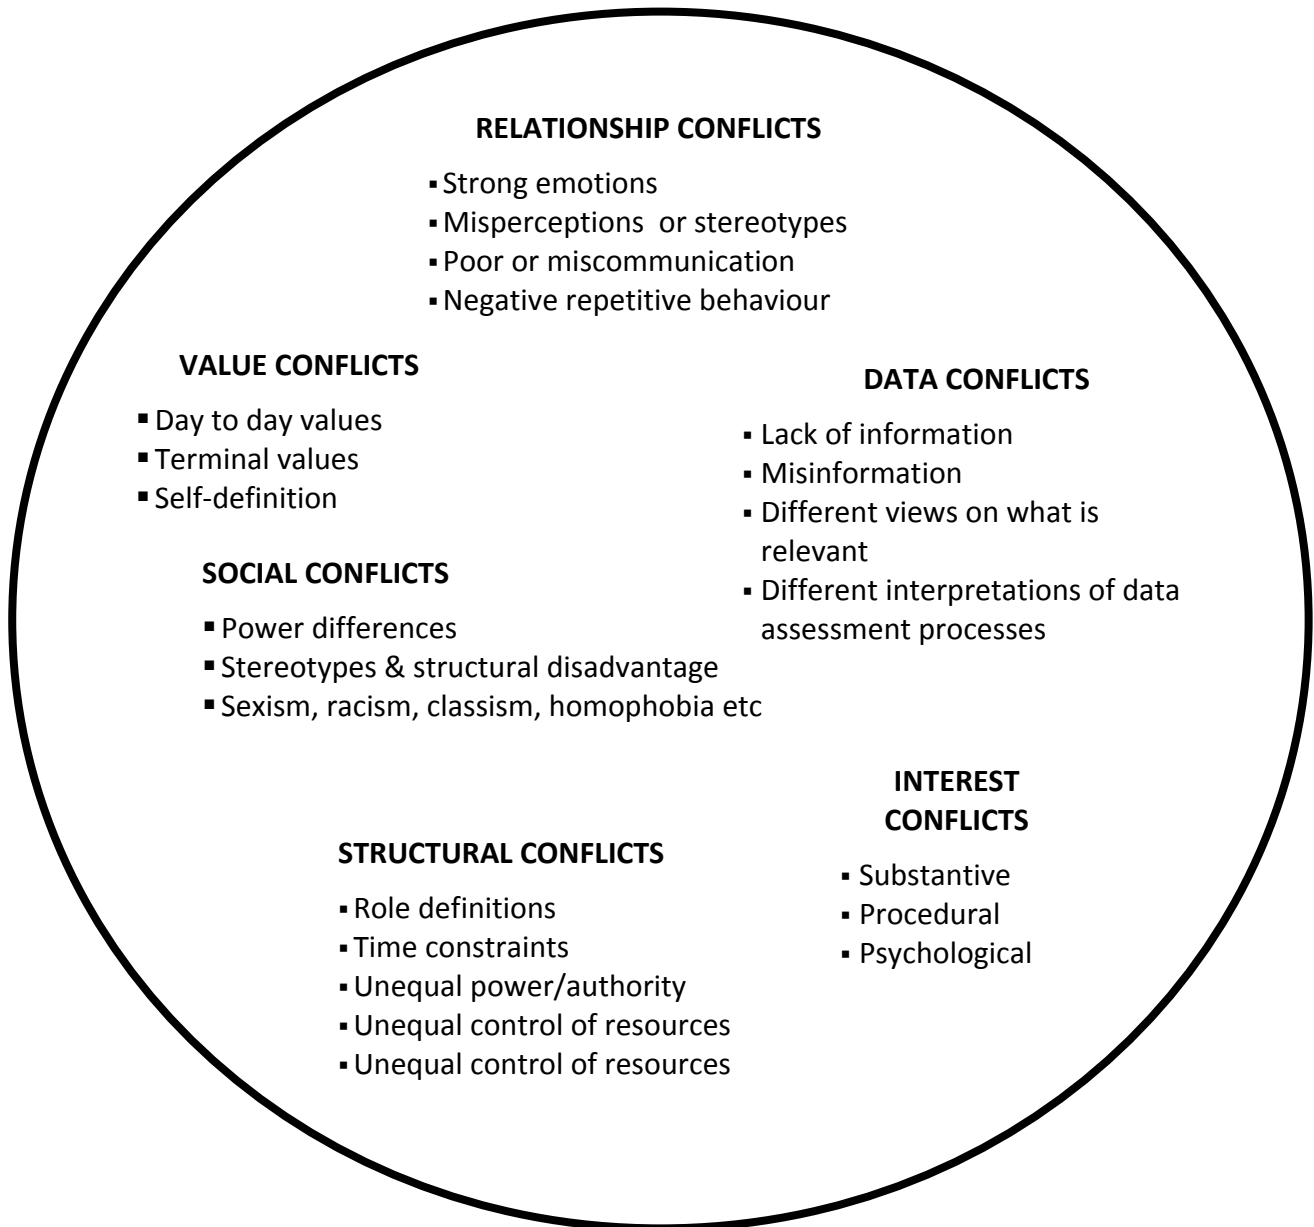 RELATIONSHIP CONFLICTS
▪ Strong emotions
▪ Misperceptions  or stereotypes
▪ Poor or miscommunication
▪ Negative repetitive behaviour
VALUE CONFLICTS
▪ Day to day values
▪ Terminal values
▪ Self-definition
DATA CONFLICTS
▪ Lack of information
▪ Misinformation
▪ Different views on what is
relevant
▪ Different interpretations of data
assessment processes
SOCIAL CONFLICTS
▪ Power differences
▪ Stereotypes & structural disadvantage
▪ Sexism, racism, classism, homophobia etc
INTEREST
CONFLICTS
▪ Substantive
▪ Procedural
▪ Psychological
STRUCTURAL CONFLICTS
▪ Role definitions
▪ Time constraints
▪ Unequal power/authority
▪ Unequal control of resources
▪ Unequal control of resources